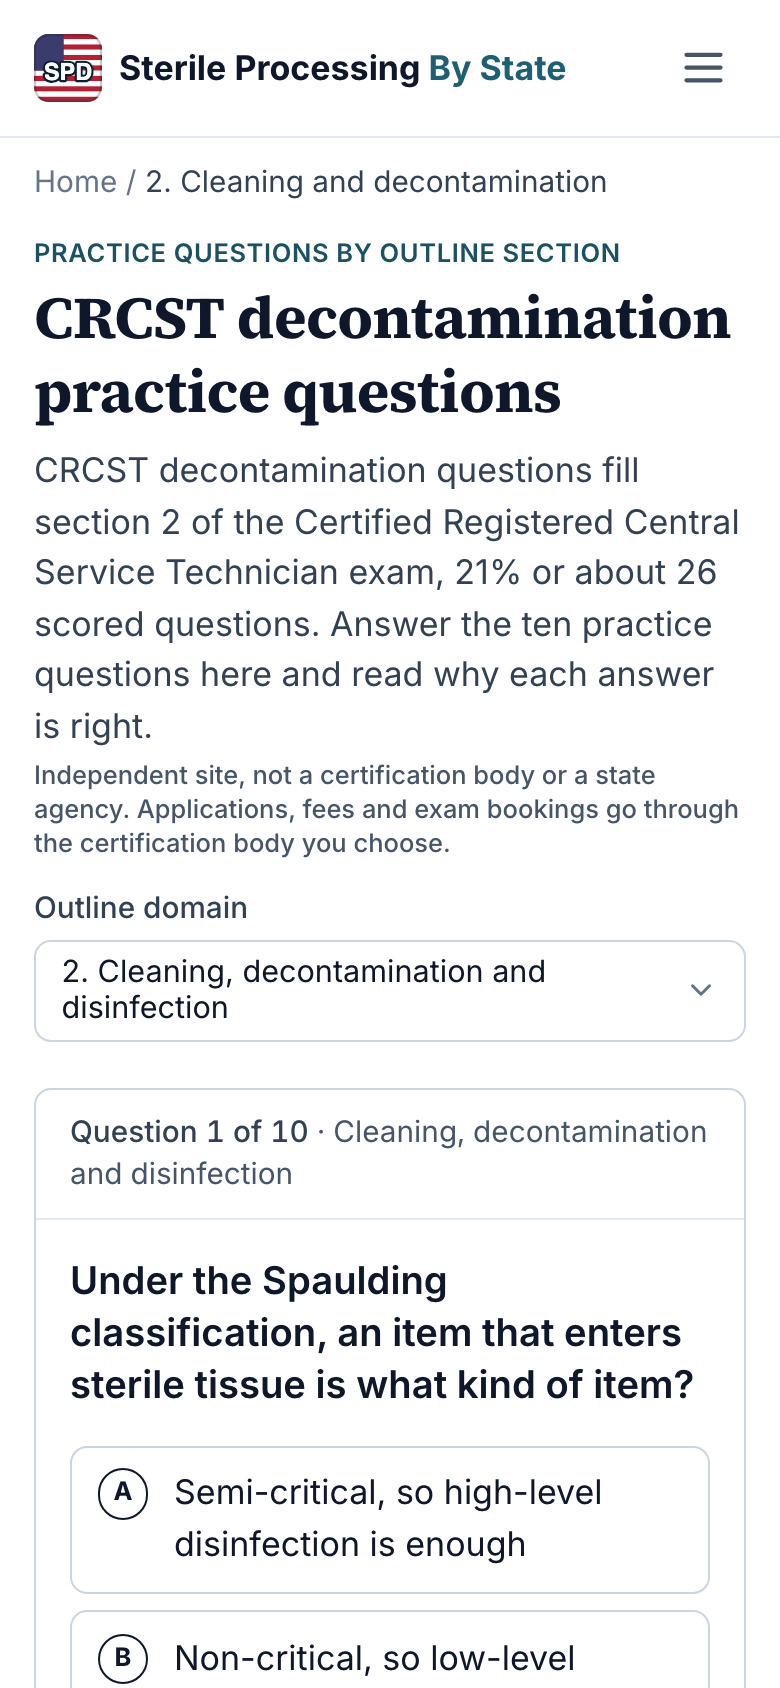 SPD
Sterile Processing By State
Home / 2. Cleaning and decontamination
PRACTICE QUESTIONS BY OUTLINE SECTION
CRCST decontamination
practice questions
CRCST decontamination questions fill
section 2 of the Certified Registered Central
Service Technician exam, 21% or about 26
scored questions. Answer the ten practice
questions here and read why each answer
is right.
Independent site, not a certification body or a state
agency. Applications, fees and exam bookings go through
the certification body you choose.
Outline domain
2. Cleaning, decontamination and
disinfection
Question 1 of 10 · Cleaning, decontamination
and disinfection
Under the Spaulding
classification, an item that enters
sterile tissue is what kind of item?
A Semi-critical, so high-level
disinfection is enough
B Non-critical, so low-level